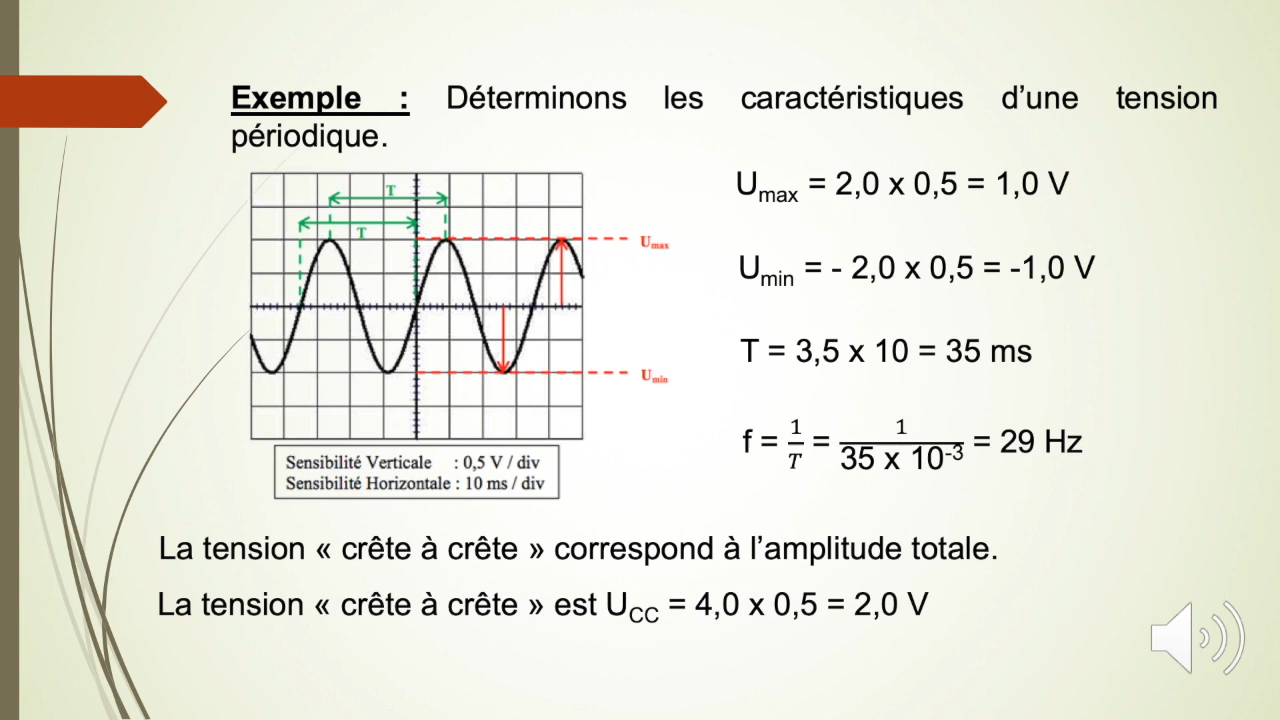 Exemple : Déterminons les caractéristiques d’une tension
périodique.
T
T
Umax
Umin
Sensibilité Verticale : 0,5 V / div
Sensibilité Horizontale : 10 ms / div
Umax = 2,0 x 0,5 = 1,0 V
Umin = - 2,0 x 0,5 = -1,0 V
T = 3,5 x 10 = 35 ms
f = 1/T = 1/35 x 10-3 = 29 Hz
La tension « crête à crête » correspond à l’amplitude totale.
La tension « crête à crête » est UCC = 4,0 x 0,5 = 2,0 V